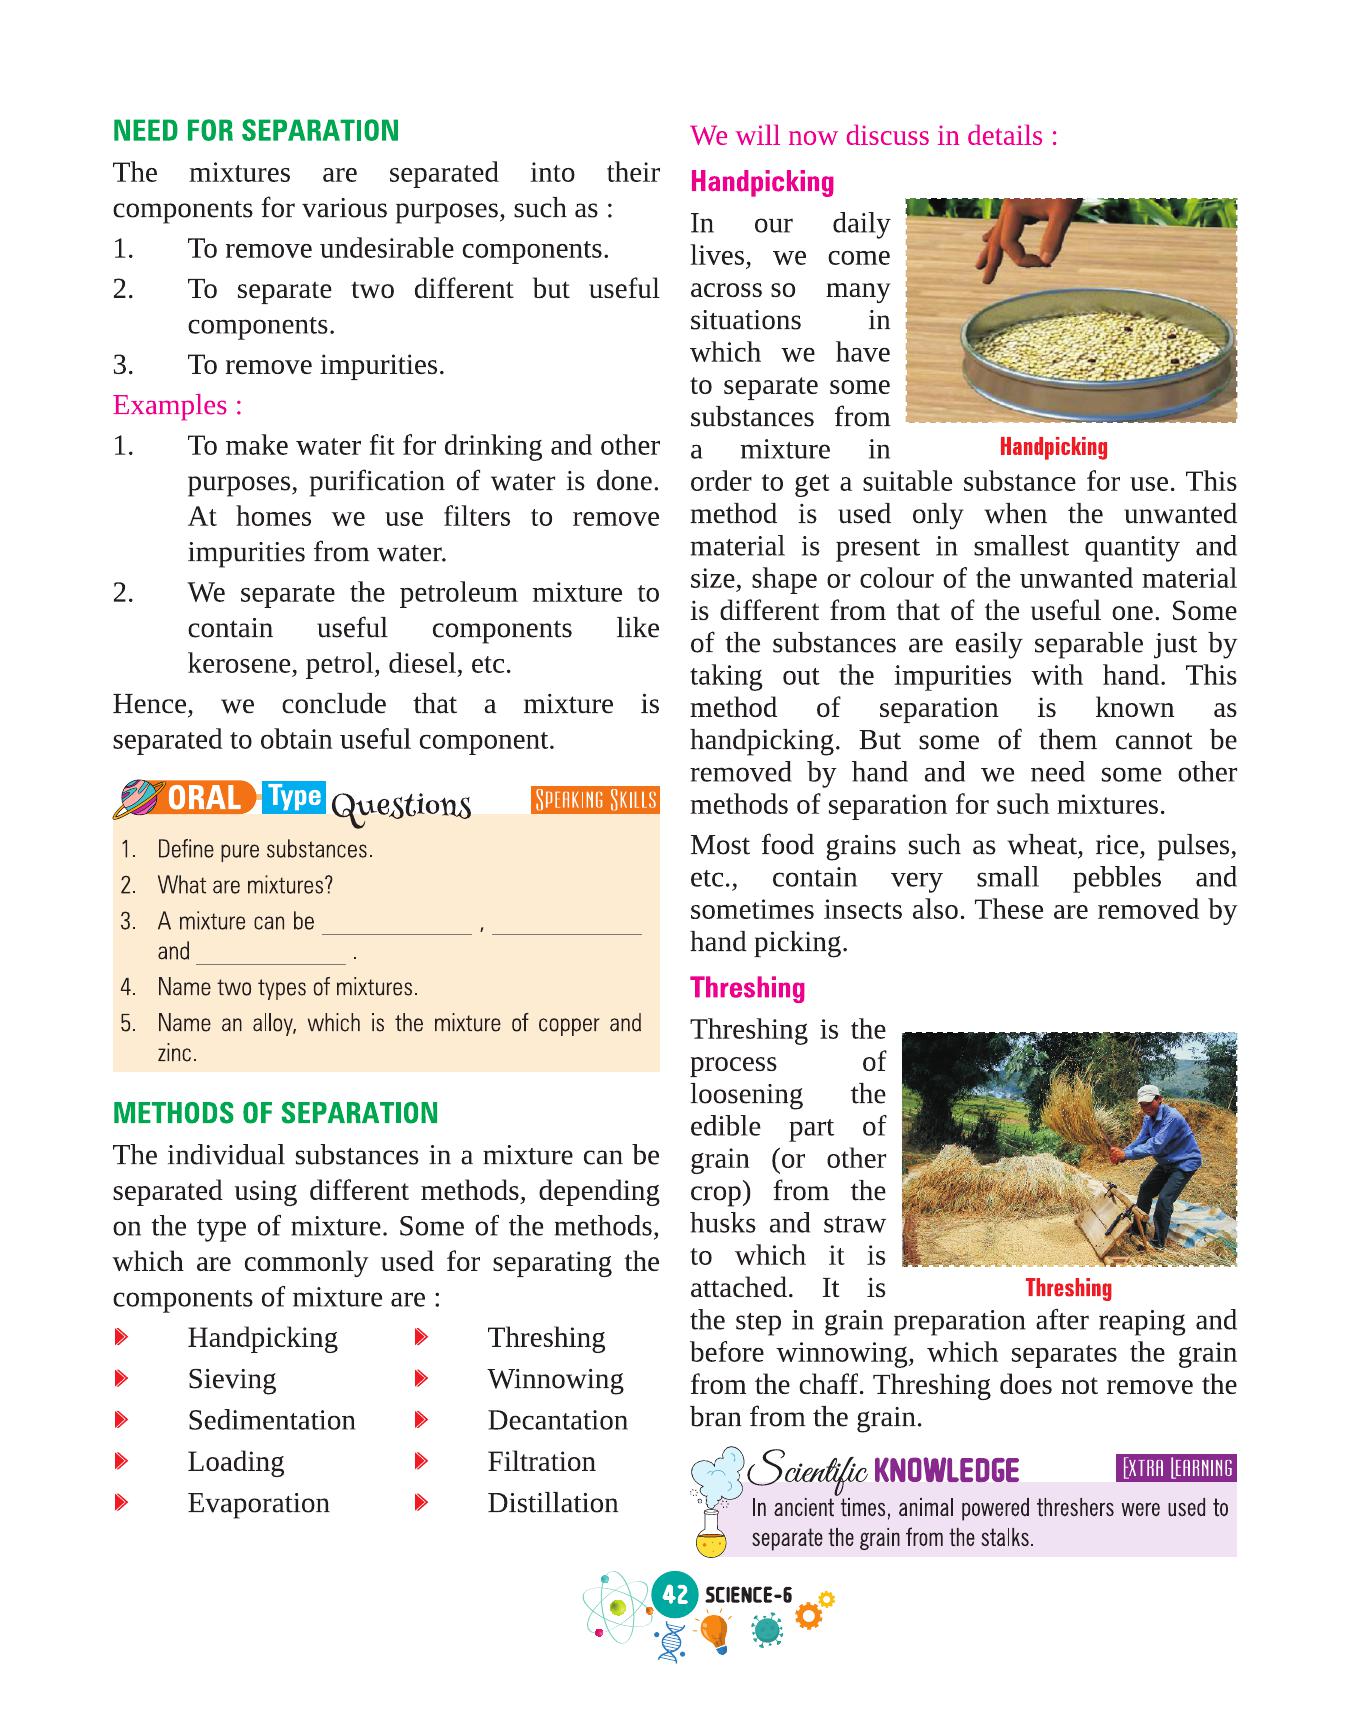 NEED FOR SEPARATION
The mixtures are separated into their
components for various purposes, such as :
1. To remove undesirable components.
2. To separate two different but useful
components.
3. To remove impurities.
Examples :
1. To make water fit for drinking and other
purposes, purification of water is done.
At homes we use filters to remove
impurities from water.
2. We separate the petroleum mixture to
contain useful components like
kerosene, petrol, diesel, etc.
Hence, we conclude that a mixture is
separated to obtain useful component.
ORAL Type Questions SPEAKING SKILLS
1. Define pure substances.
2. What are mixtures?
3. A mixture can be ____________ , ____________
and ____________ .
4. Name two types of mixtures.
5. Name an alloy, which is the mixture of copper and
zinc.
METHODS OF SEPARATION
The individual substances in a mixture can be
separated using different methods, depending
on the type of mixture. Some of the methods,
which are commonly used for separating the
components of mixture are :
Handpicking Threshing
Sieving Winnowing
Sedimentation Decantation
Loading Filtration
Evaporation Distillation
We will now discuss in details :
Handpicking
In our daily
lives, we come
across so many
situations in
which we have
to separate some
substances from
a mixture in
Handpicking
order to get a suitable substance for use. This
method is used only when the unwanted
material is present in smallest quantity and
size, shape or colour of the unwanted material
is different from that of the useful one. Some
of the substances are easily separable just by
taking out the impurities with hand. This
method of separation is known as
handpicking. But some of them cannot be
removed by hand and we need some other
methods of separation for such mixtures.
Most food grains such as wheat, rice, pulses,
etc., contain very small pebbles and
sometimes insects also. These are removed by
hand picking.
Threshing
Threshing is the
process of
loosening the
edible part of
grain (or other
crop) from the
husks and straw
to which it is
attached. It is
Threshing
the step in grain preparation after reaping and
before winnowing, which separates the grain
from the chaff. Threshing does not remove the
bran from the grain.
Scientific KNOWLEDGE EXTRA LEARNING
In ancient times, animal powered threshers were used to
separate the grain from the stalks.
42 SCIENCE-6